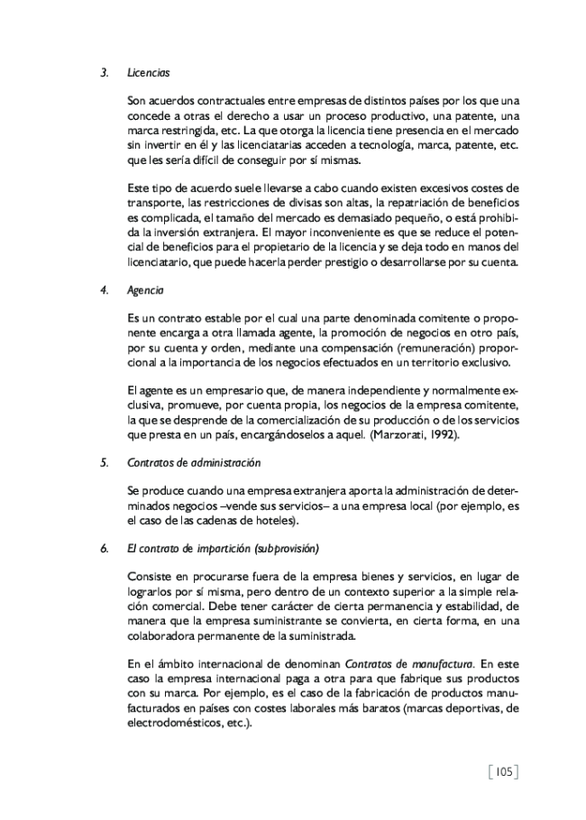 3. Licencias
Son acuerdos contractuales entre empresas de distintos países por los que una
concede a otras el derecho a usar un proceso productivo, una patente, una
marca restringida, etc. La que otorga la licencia tiene presencia en el mercado
sin invertir en él y las licenciatarias acceden a tecnología, marca, patente, etc.
que les sería difícil de conseguir por sí mismas.
Este tipo de acuerdo suele llevarse a cabo cuando existen excesivos costes de
transporte, las restricciones de divisas son altas, la repatriación de beneficios
es complicada, el tamaño del mercado es demasiado pequeño, o está prohibi-
da la inversión extranjera. El mayor inconveniente es que se reduce el poten-
cial de beneficios para el propietario de la licencia y se deja todo en manos del
licenciatario, que puede hacerla perder prestigio o desarrollarse por su cuenta.
4. Agencia
Es un contrato estable por el cual una parte denominada comitente o propo-
nente encarga a otra llamada agente, la promoción de negocios en otro país,
por su cuenta y orden, mediante una compensación (remuneración) propor-
cional a la importancia de los negocios efectuados en un territorio exclusivo.
El agente es un empresario que, de manera independiente y normalmente ex-
clusiva, promueve, por cuenta propia, los negocios de la empresa comitente,
la que se desprende de la comercialización de su producción o de los servicios
que presta en un país, encargándoselos a aquel. (Marzorati, 1992).
5. Contratos de administración
Se produce cuando una empresa extranjera aporta la administración de deter-
minados negocios –vende sus servicios– a una empresa local (por ejemplo, es
el caso de las cadenas de hoteles).
6. El contrato de impartición (subprovisión)
Consiste en procurarse fuera de la empresa bienes y servicios, en lugar de
lograrlos por sí misma, pero dentro de un contexto superior a la simple rela-
ción comercial. Debe tener carácter de cierta permanencia y estabilidad, de
manera que la empresa suministrante se convierta, en cierta forma, en una
colaboradora permanente de la suministrada.
En el ámbito internacional de denominan Contratos de manufactura. En este
caso la empresa internacional paga a otra para que fabrique sus productos
con su marca. Por ejemplo, es el caso de la fabricación de productos manu-
facturados en países con costes laborales más baratos (marcas deportivas, de
electrodomésticos, etc.).
[105]